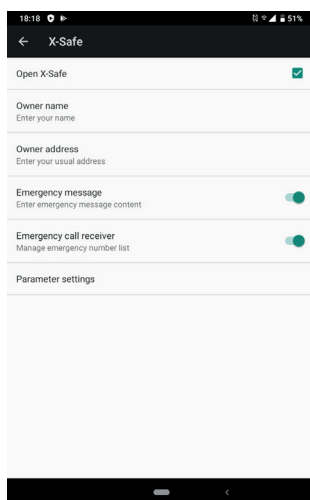 18:18 51%
X-Safe
Open X-Safe
Owner name
Enter your name
Owner address
Enter your usual address
Emergency message
Enter emergency message content
Emergency call receiver
Manage emergency number list
Parameter settings